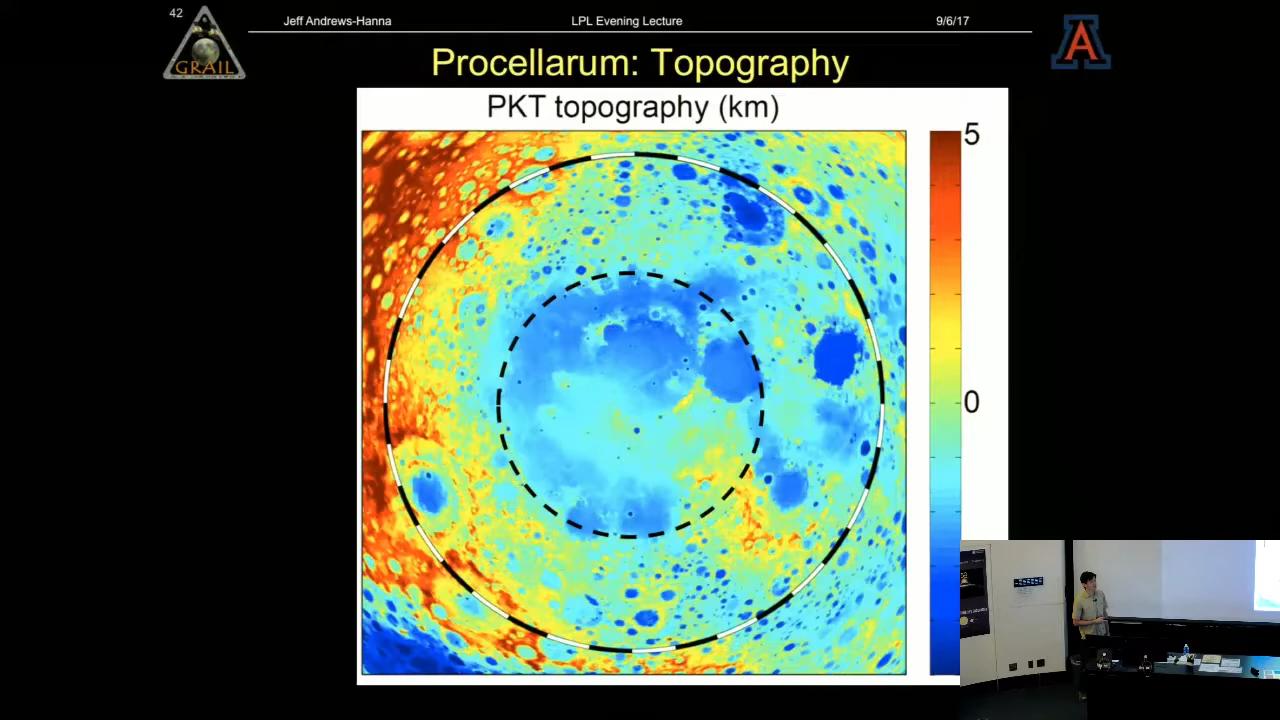 42
Jeff Andrews-Hanna
LPL Evening Lecture
9/6/17
GRAIL
A
Procellarum: Topography
PKT topography (km)
5
0